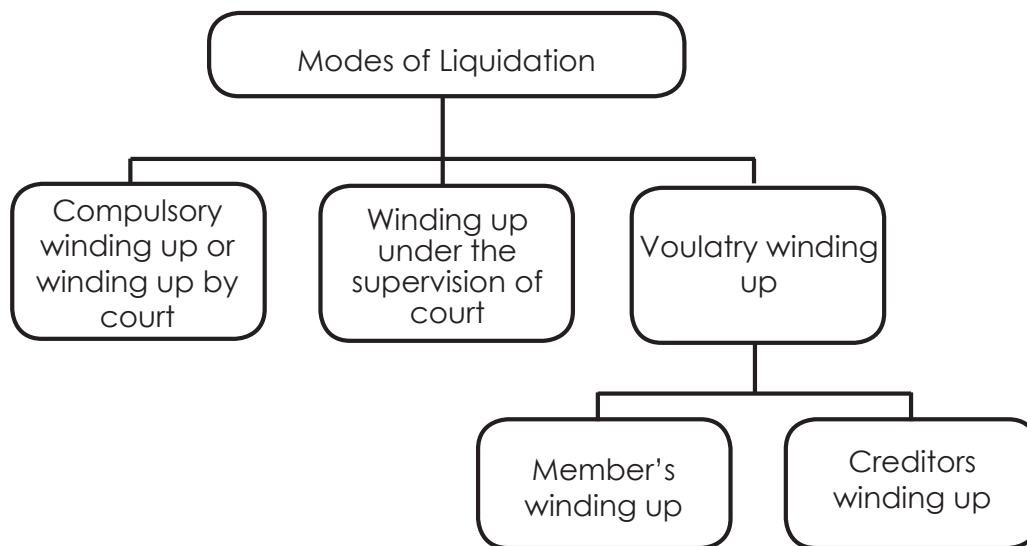 Modes of Liquidation
Compulsory
winding up or
winding up by
court
Winding up
under the
supervision of
court
Voulatry winding
up
Member’s
winding up
Creditors
winding up